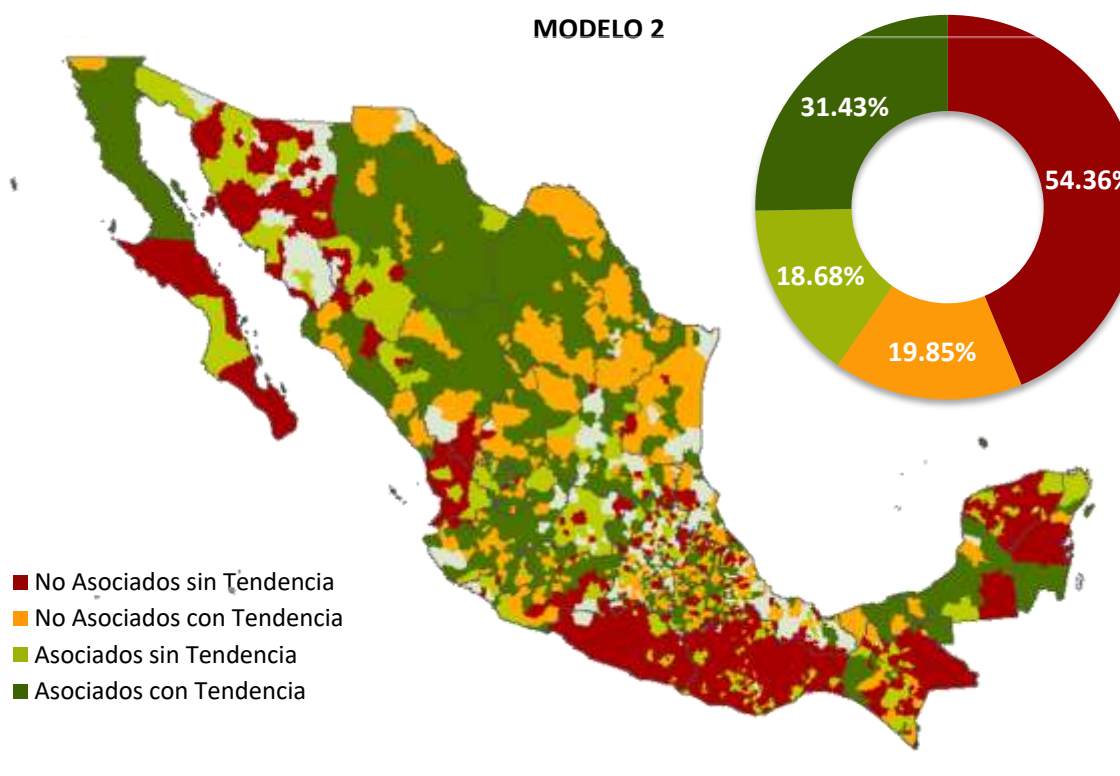 MODELO 2
31.43%
54.36%
18.68%
19.85%
No Asociados sin Tendencia
No Asociados con Tendencia
Asociados sin Tendencia
Asociados con Tendencia